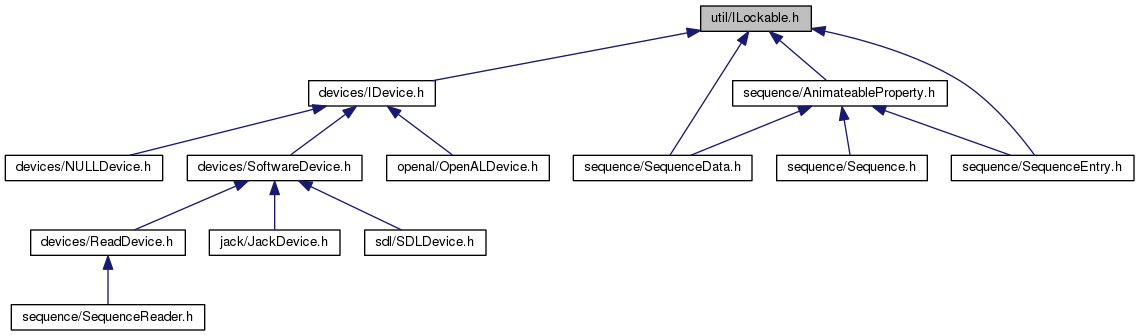 util/ILockable.h
devices/IDevice.h
sequence/AnimateableProperty.h
devices/NULLDevice.h
devices/SoftwareDevice.h
openal/OpenALDevice.h
sequence/SequenceData.h
sequence/Sequence.h
sequence/SequenceEntry.h
devices/ReadDevice.h
jack/JackDevice.h
sdl/SDLDevice.h
sequence/SequenceReader.h